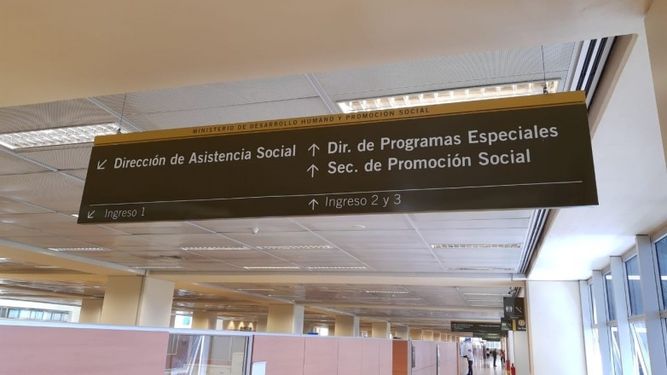 MINISTERIO DE DESARROLLO HUMANO Y PROMOCIÓN SOCIAL
↙ Dirección de Asistencia Social
↑ Dir. de Programas Especiales
↑ Sec. de Promoción Social
↙ Ingreso 1
↑ Ingreso 2 y 3